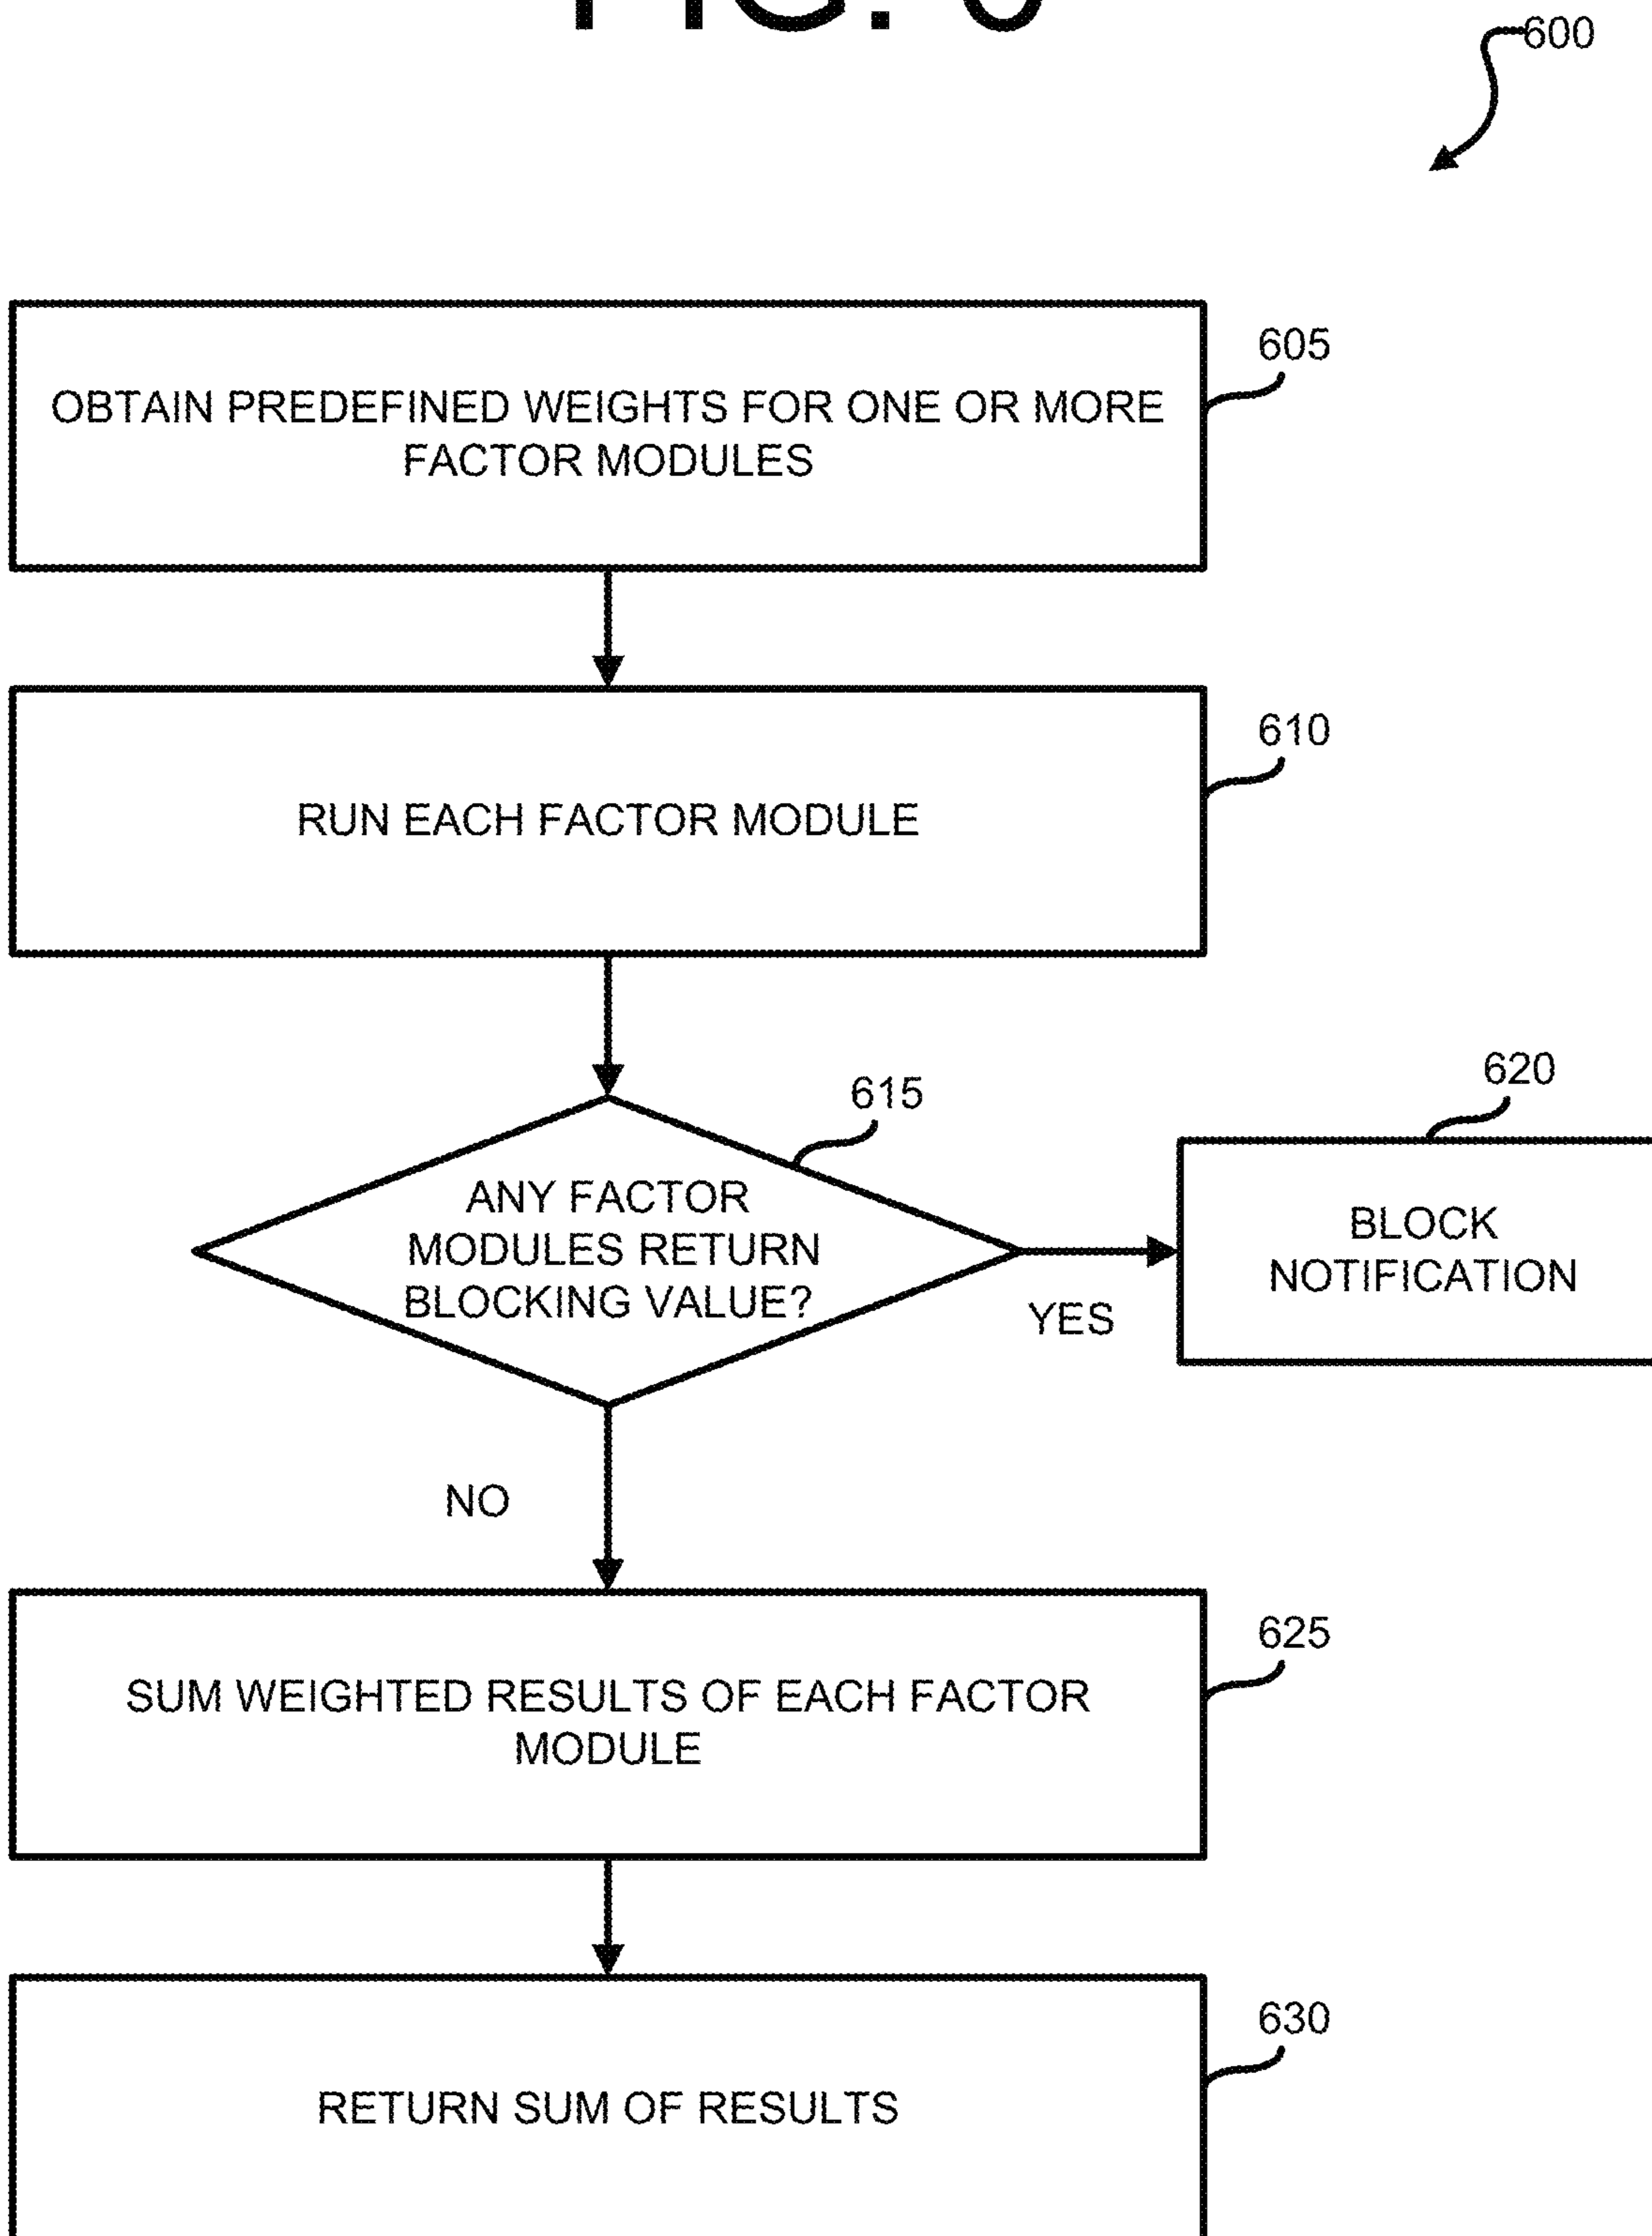 FIG. 6
600
605
OBTAIN PREDEFINED WEIGHTS FOR ONE OR MORE
FACTOR MODULES
610
RUN EACH FACTOR MODULE
615
ANY FACTOR
MODULES RETURN
BLOCKING VALUE?
620
BLOCK
NOTIFICATION
YES
NO
625
SUM WEIGHTED RESULTS OF EACH FACTOR
MODULE
630
RETURN SUM OF RESULTS